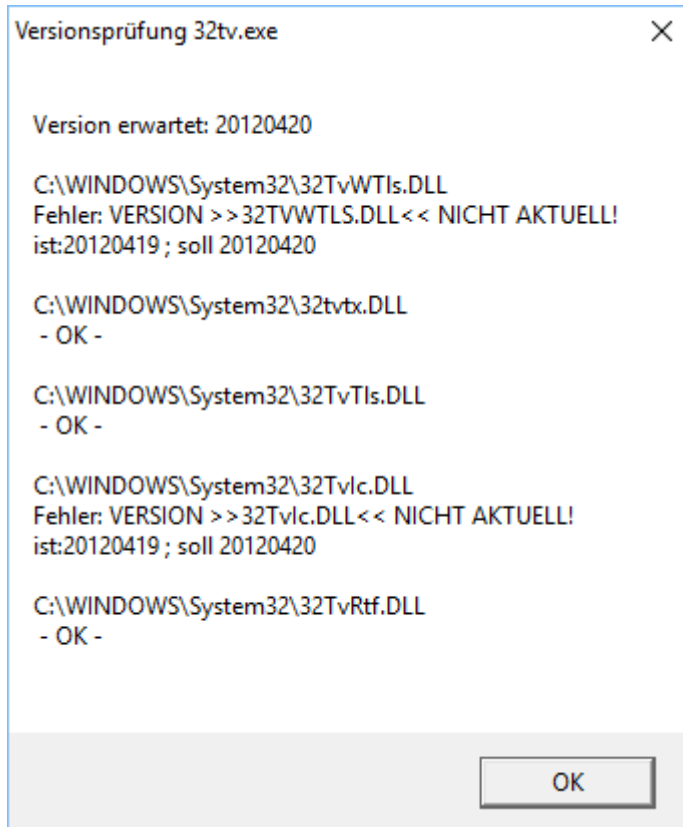 Versionsprüfung 32tv.exe
Version erwartet: 20120420
C:\WINDOWS\System32\32TvWTls.DLL
Fehler: VERSION >>32TVWTLS.DLL<< NICHT AKTUELL!
ist:20120419 ; soll 20120420
C:\WINDOWS\System32\32tvtx.DLL
- OK -
C:\WINDOWS\System32\32TvTls.DLL
- OK -
C:\WINDOWS\System32\32TvIc.DLL
Fehler: VERSION >>32TvIc.DLL<< NICHT AKTUELL!
ist:20120419 ; soll 20120420
C:\WINDOWS\System32\32TvRtf.DLL
- OK -
OK